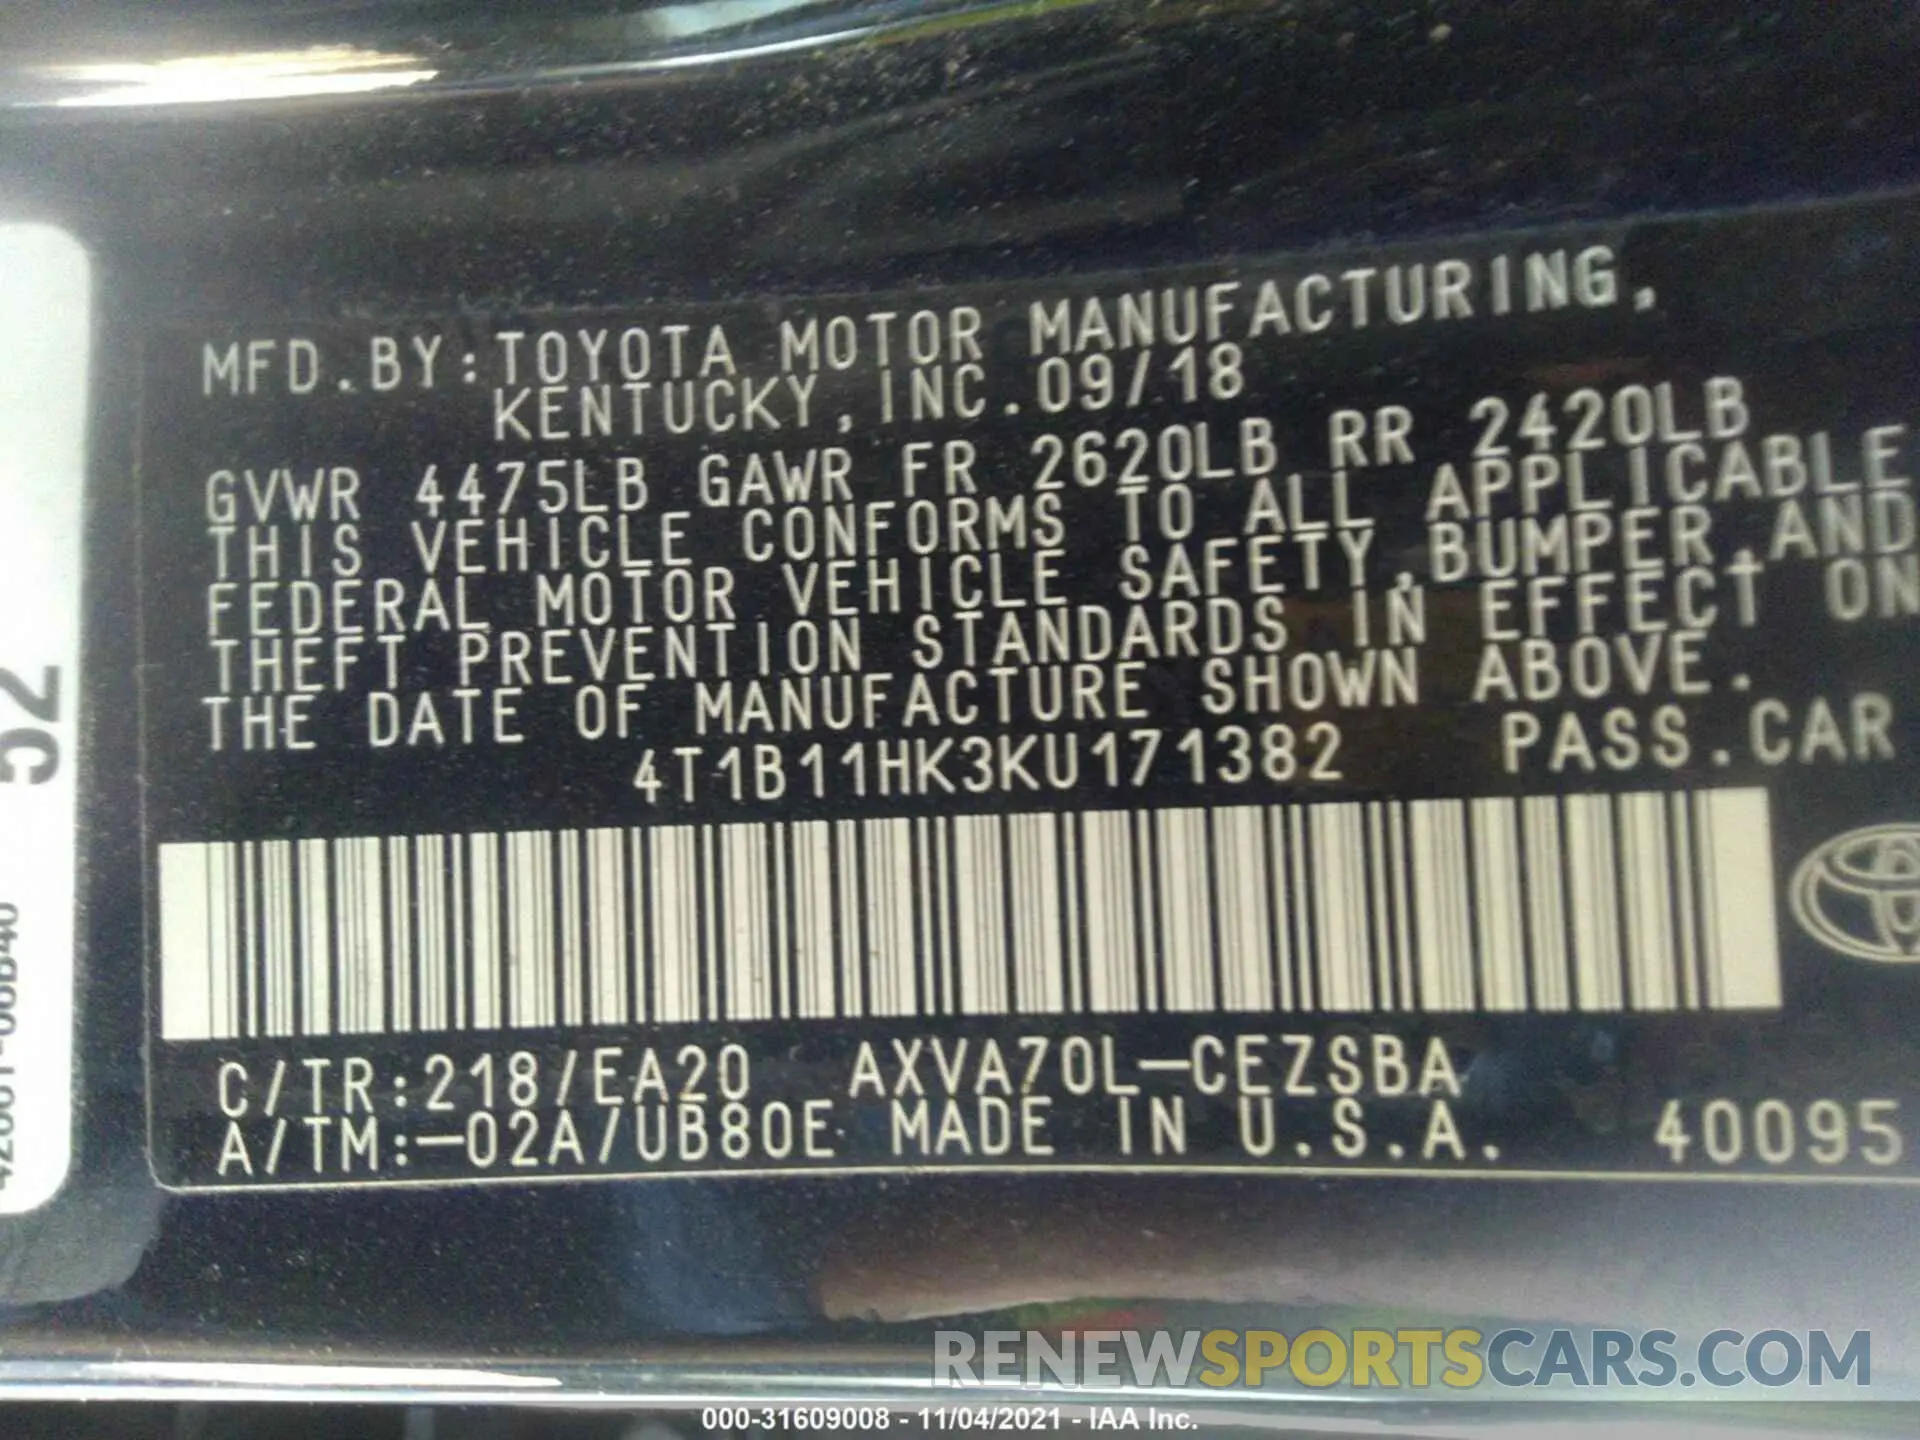 MFD.BY:TOYOTA MOTOR MANUFACTURING,
KENTUCKY,INC.09/18
GVWR 4475LB GAWR FR 2620LB RR 2420LB
THIS VEHICLE CONFORMS TO ALL APPLICABLE
FEDERAL MOTOR VEHICLE SAFETY,BUMPER,AND
THEFT PREVENTION STANDARDS IN EFFECT ON
THE DATE OF MANUFACTURE SHOWN ABOVE.
4T1B11HK3KU171382 PASS.CAR
C/TR:218/EA20 AXVA70L-CEZSBA
A/TM:-02A/UB80E MADE IN U.S.A. 40095
52
RENEWSPORTSCARS.COM
000-31609008 - 11/04/2021 - IAA Inc.